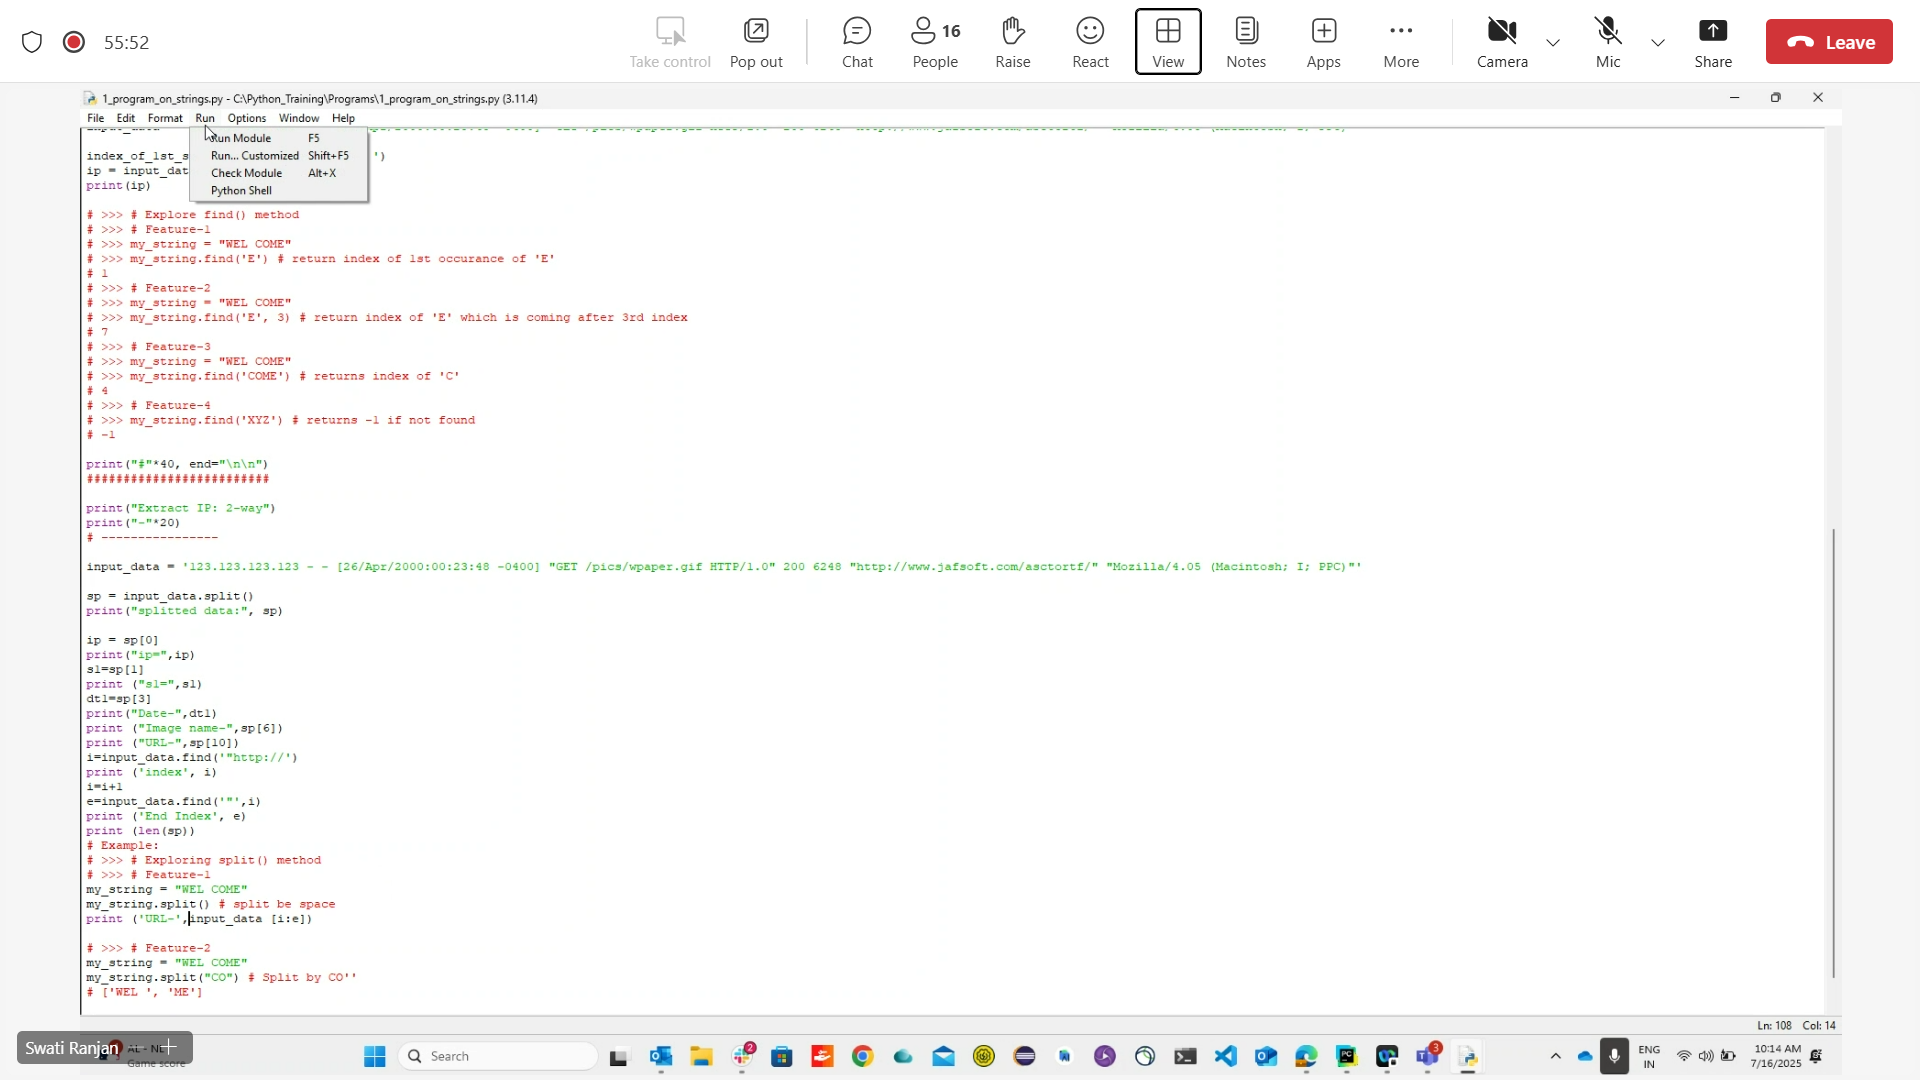 55:52
Take control
Pop out
Chat
16
People
Raise
React
View
Notes
Apps
More
Camera
Mic
Share
Leave
1_program_on_strings.py - C:\Python_Training\Programs\1_program_on_strings.py (3.11.4)
File Edit Format Run Options Window Help
Run Module F5
Run... Customized Shift+F5
Check Module Alt+X
Python Shell
index_of_1st_s ')
ip = input_dat
print(ip)
# >>> # Explore find() method
# >>> # Feature-1
# >>> my_string = "WEL COME"
# >>> my_string.find('E') # return index of 1st occurance of 'E'
# 1
# >>> # Feature-2
# >>> my_string = "WEL COME"
# >>> my_string.find('E', 3) # return index of 'E' which is coming after 3rd index
# 7
# >>> # Feature-3
# >>> my_string = "WEL COME"
# >>> my_string.find('COME') # returns index of 'C'
# 4
# >>> # Feature-4
# >>> my_string.find('XYZ') # returns -1 if not found
# -1
print("#"*40, end="\n\n")
#########################
print("Extract IP: 2-way")
print("-"*20)
# ----------------
input_data = '123.123.123.123 - - [26/Apr/2000:00:23:48 -0400] "GET /pics/wpaper.gif HTTP/1.0" 200 6248 "http://www.jafsoft.com/asctortf/" "Mozilla/4.05 (Macintosh; I; PPC)"'
sp = input_data.split()
print("splitted data:", sp)
ip = sp[0]
print("ip=",ip)
s1=sp[1]
print ("s1=",s1)
dt1=sp[3]
print("Date-",dt1)
print ("Image name-",sp[6])
print ("URL-",sp[10])
i=input_data.find('"http://')
print ('index', i)
i=i+1
e=input_data.find('"',i)
print ('End Index', e)
print (len(sp))
# Example:
# >>> # Exploring split() method
# >>> # Feature-1
my_string = "WEL COME"
my_string.split() # split be space
print ('URL-',input_data [i:e])
# >>> # Feature-2
my_string = "WEL COME"
my_string.split("CO") # Split by CO''
# ['WEL ', 'ME']
Ln: 108 Col: 14
Swati Ranjan
Game score
Search
2
3
ENG
IN
10:14 AM
7/16/2025